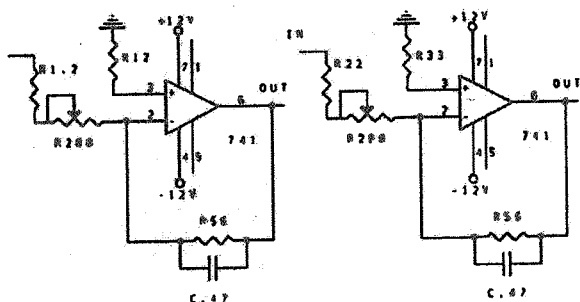 +12V
R1.2
R12
7 1
3
+
6
OUT
2
-
R200
741
4 5
-12V
R56
C.47
+12V
IN
R22
R33
7 1
3
+
6
OUT
2
-
R200
741
4 5
-12V
R56
C.47